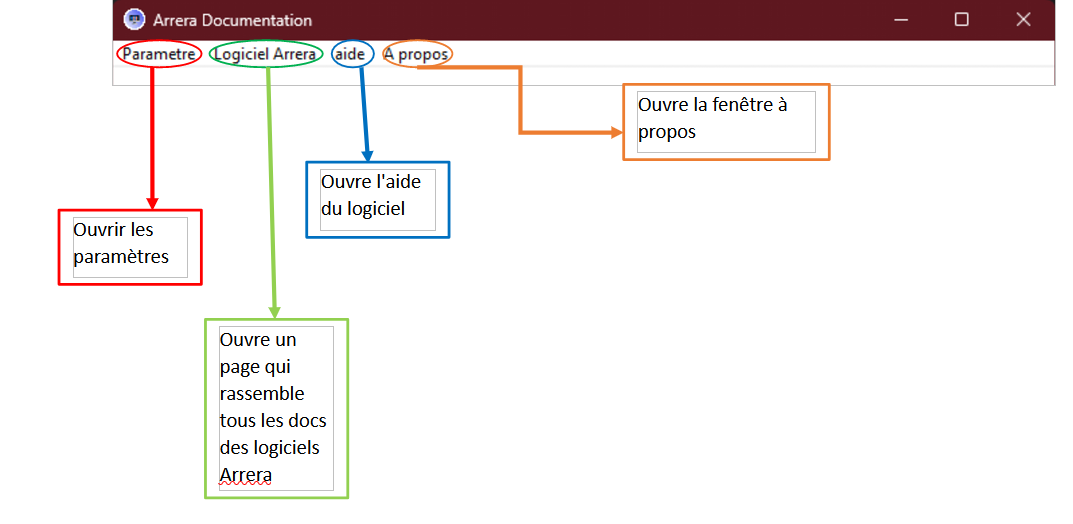 Arrera Documentation
Parametre Logiciel Arrera aide A propos
Ouvre la fenêtre à
propos
Ouvre l'aide
du logiciel
Ouvrir les
paramètres
Ouvre un
page qui
rassemble
tous les docs
des logiciels
Arrera